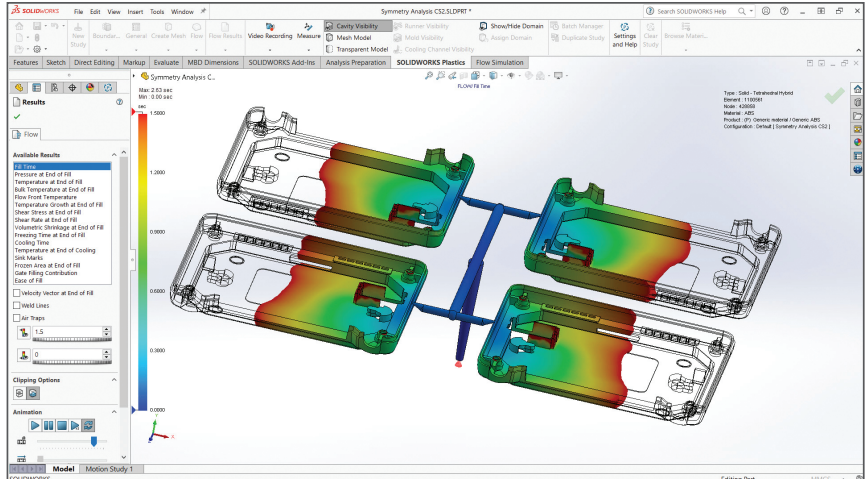 SOLIDWORKS File Edit View Insert Tools Window Symmetry Analysis CS2.SLDPRT * Search SOLIDWORKS Help
New Study Boundar... General Create Mesh Flow Flow Results Video Recording Measure Cavity Visibility Runner Visibility Show/Hide Domain Batch Manager Settings and Help Clear Study Browse Materi...
Mesh Model Mold Visibility Assign Domain Duplicate Study
Transparent Model Cooling Channel Visibility
Features Sketch Direct Editing Markup Evaluate MBD Dimensions SOLIDWORKS Add-Ins Analysis Preparation SOLIDWORKS Plastics Flow Simulation
Symmetry Analysis C...
FLOW/ Fill Time
Max: 2.63 sec
Min : 0.00 sec
sec
1.5000
1.2000
0.9000
0.6000
0.3000
0.0000
Type : Solid - Tetrahedral Hybrid
Element : 1100561
Material : ABS
Product : (P) Generic material / Generic ABS
Configuration : Default [ Symmetry Analysis CS2 ]
Results
Flow
Available Results
Fill Time
Pressure at End of Fill
Temperature at End of Fill
Bulk Temperature at End of Fill
Flow Front Temperature
Temperature Growth at End of Fill
Shear Stress at End of Fill
Shear Rate at End of Fill
Volumetric Shrinkage at End of Fill
Freezing Time at End of Fill
Cooling Time
Temperature at End of Cooling
Sink Marks
Frozen Area at End of Fill
Gate Filling Contribution
Ease of Fill
Velocity Vector at End of Fill
Weld Lines
Air Traps
1.5
0
Clipping Options
Animation
Y
X
Model Motion Study 1
SOLIDWORKS Editing Part MMGS